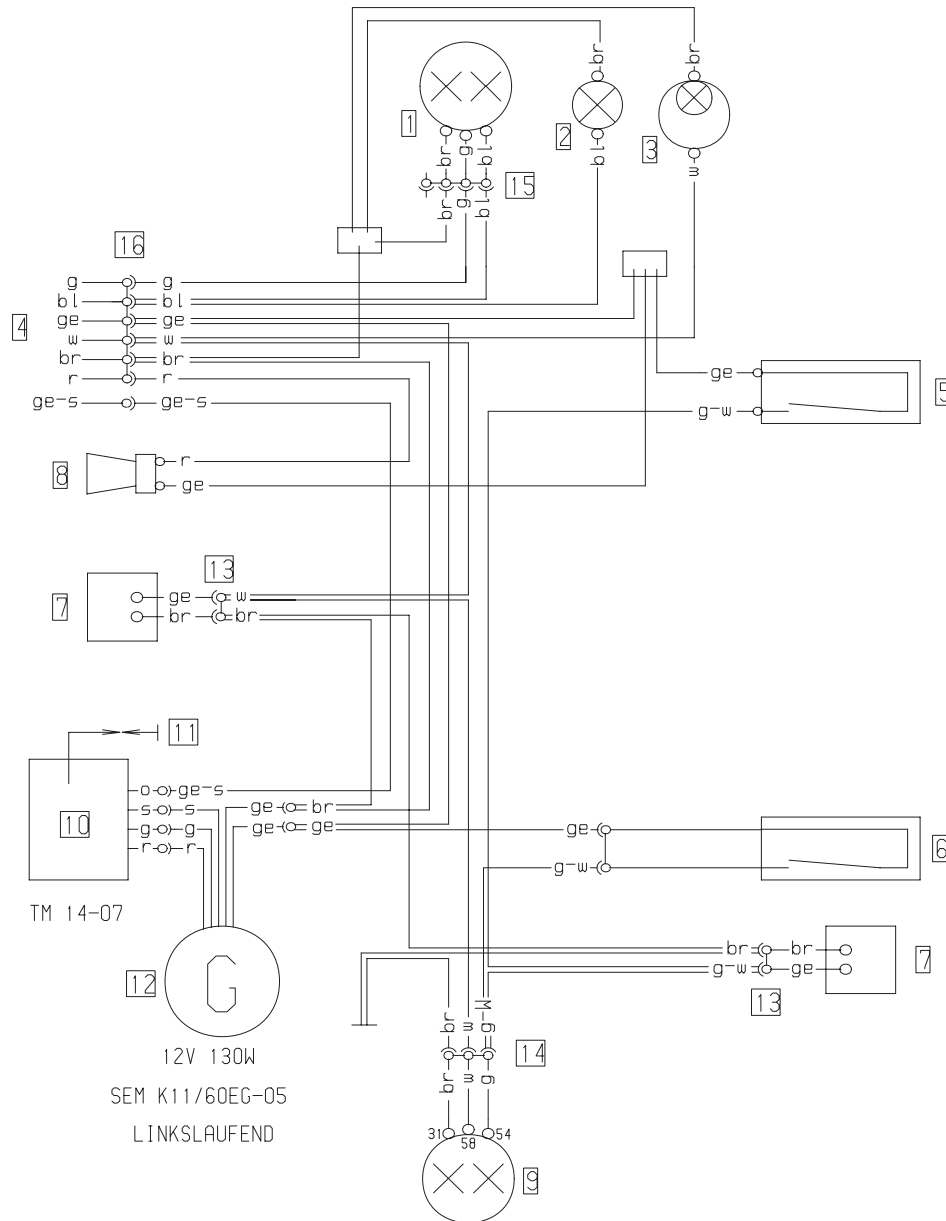 br
br
1
2
3
br
g
bl
bl
w
15
br
g
bl
16
g
g
bl
bl
4
ge
ge
w
w
br
br
r
r
ge-s
ge-s
ge
5
g-w
8
r
ge
13
7
ge
w
br
br
11
10
o
ge-s
s
s
g
g
r
r
ge
br
ge
ge
ge
6
g-w
TM 14-07
br
br
7
g-w
ge
13
12
G
br
w
g-w
14
12V 130W
br
w
g
SEM K11/60EG-05
LINKSLAUFEND
31
58
54
9